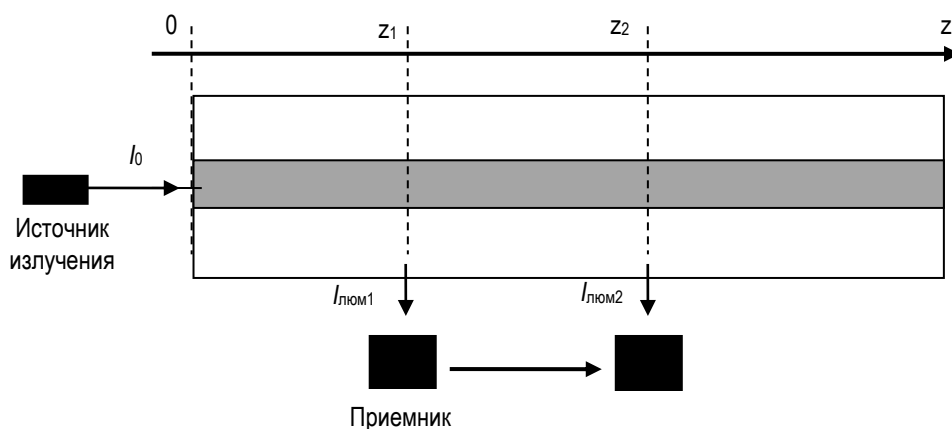 0 z₁ z₂ z
I₀
Источник
излучения
Iлюм1 Iлюм2
Приемник